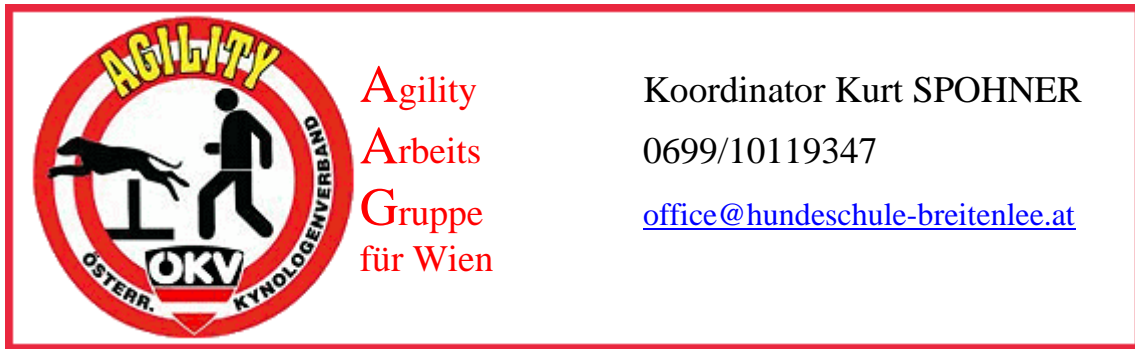 AGILITY
ÖSTERR. KYNOLOGENVERBAND
ÖKV
Agility
Arbeits
Gruppe
für Wien
Koordinator Kurt SPOHNER
0699/10119347
office@hundeschule-breitenlee.at